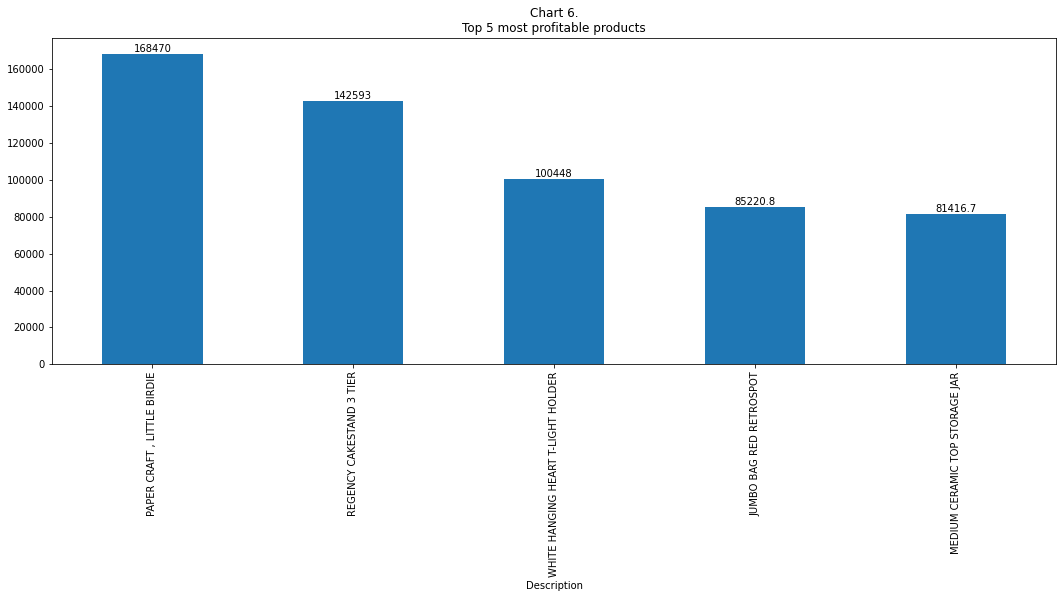 Chart 6.
Top 5 most profitable products
168470
142593
100448
85220.8
81416.7
160000
140000
120000
100000
80000
60000
40000
20000
0
PAPER CRAFT , LITTLE BIRDIE
REGENCY CAKESTAND 3 TIER
WHITE HANGING HEART T-LIGHT HOLDER
JUMBO BAG RED RETROSPOT
MEDIUM CERAMIC TOP STORAGE JAR
Description